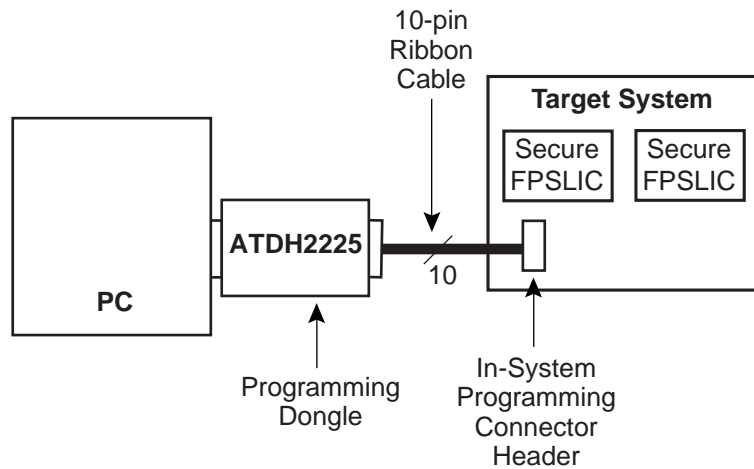 10-pin
Ribbon
Cable
Target System
Secure
FPSLIC
Secure
FPSLIC
ATDH2225
10
PC
Programming
Dongle
In-System
Programming
Connector
Header